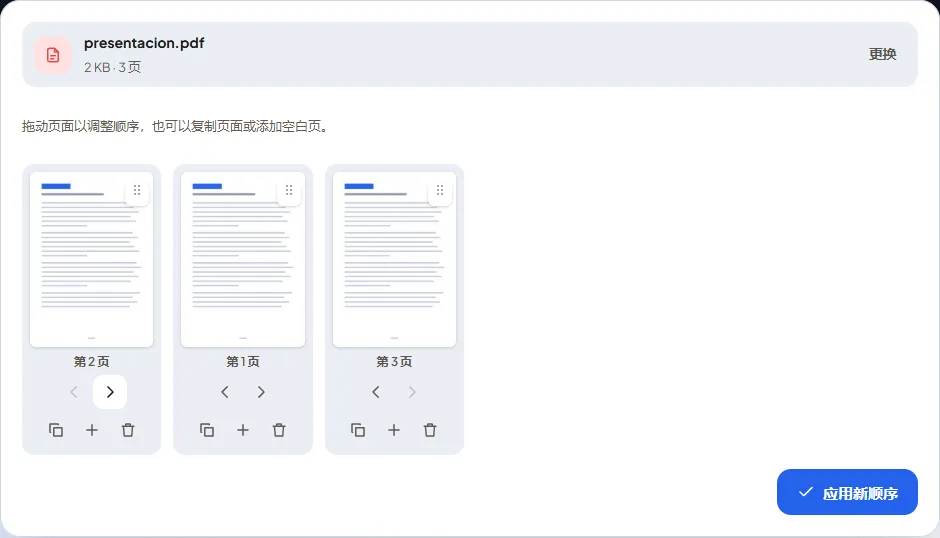 presentacion.pdf
2 KB · 3 页
更换
拖动页面以调整顺序，也可以复制页面或添加空白页。
第 2 页
第 1 页
第 3 页
应用新顺序